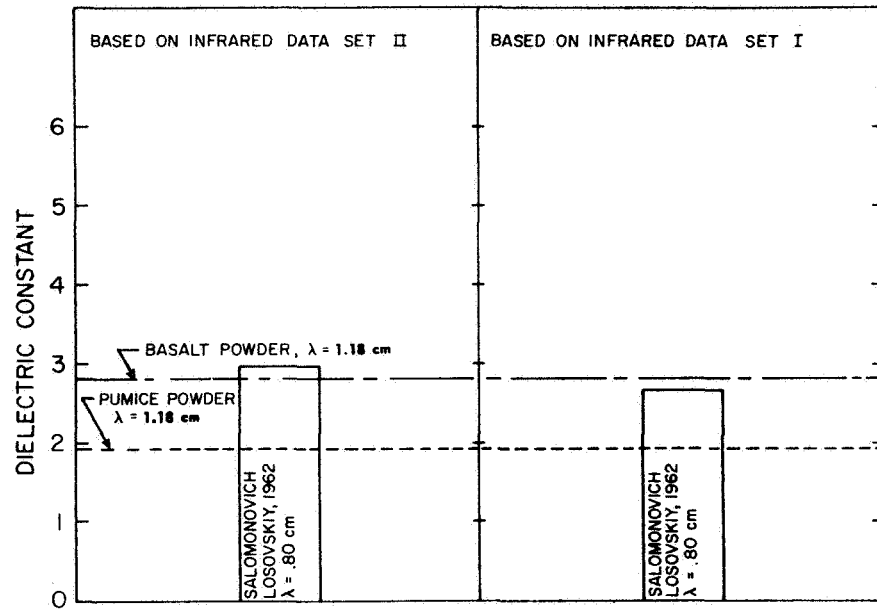 BASED ON INFRARED DATA SET II
BASED ON INFRARED DATA SET I
DIELECTRIC CONSTANT
6
5
4
3
2
1
0
BASALT POWDER, λ = 1.18 cm
PUMICE POWDER
λ = 1.18 cm
SALOMONOVICH
LOSOVSKIY, 1962
λ = .80 cm
SALOMONOVICH
LOSOVSKIY, 1962
λ = .80 cm